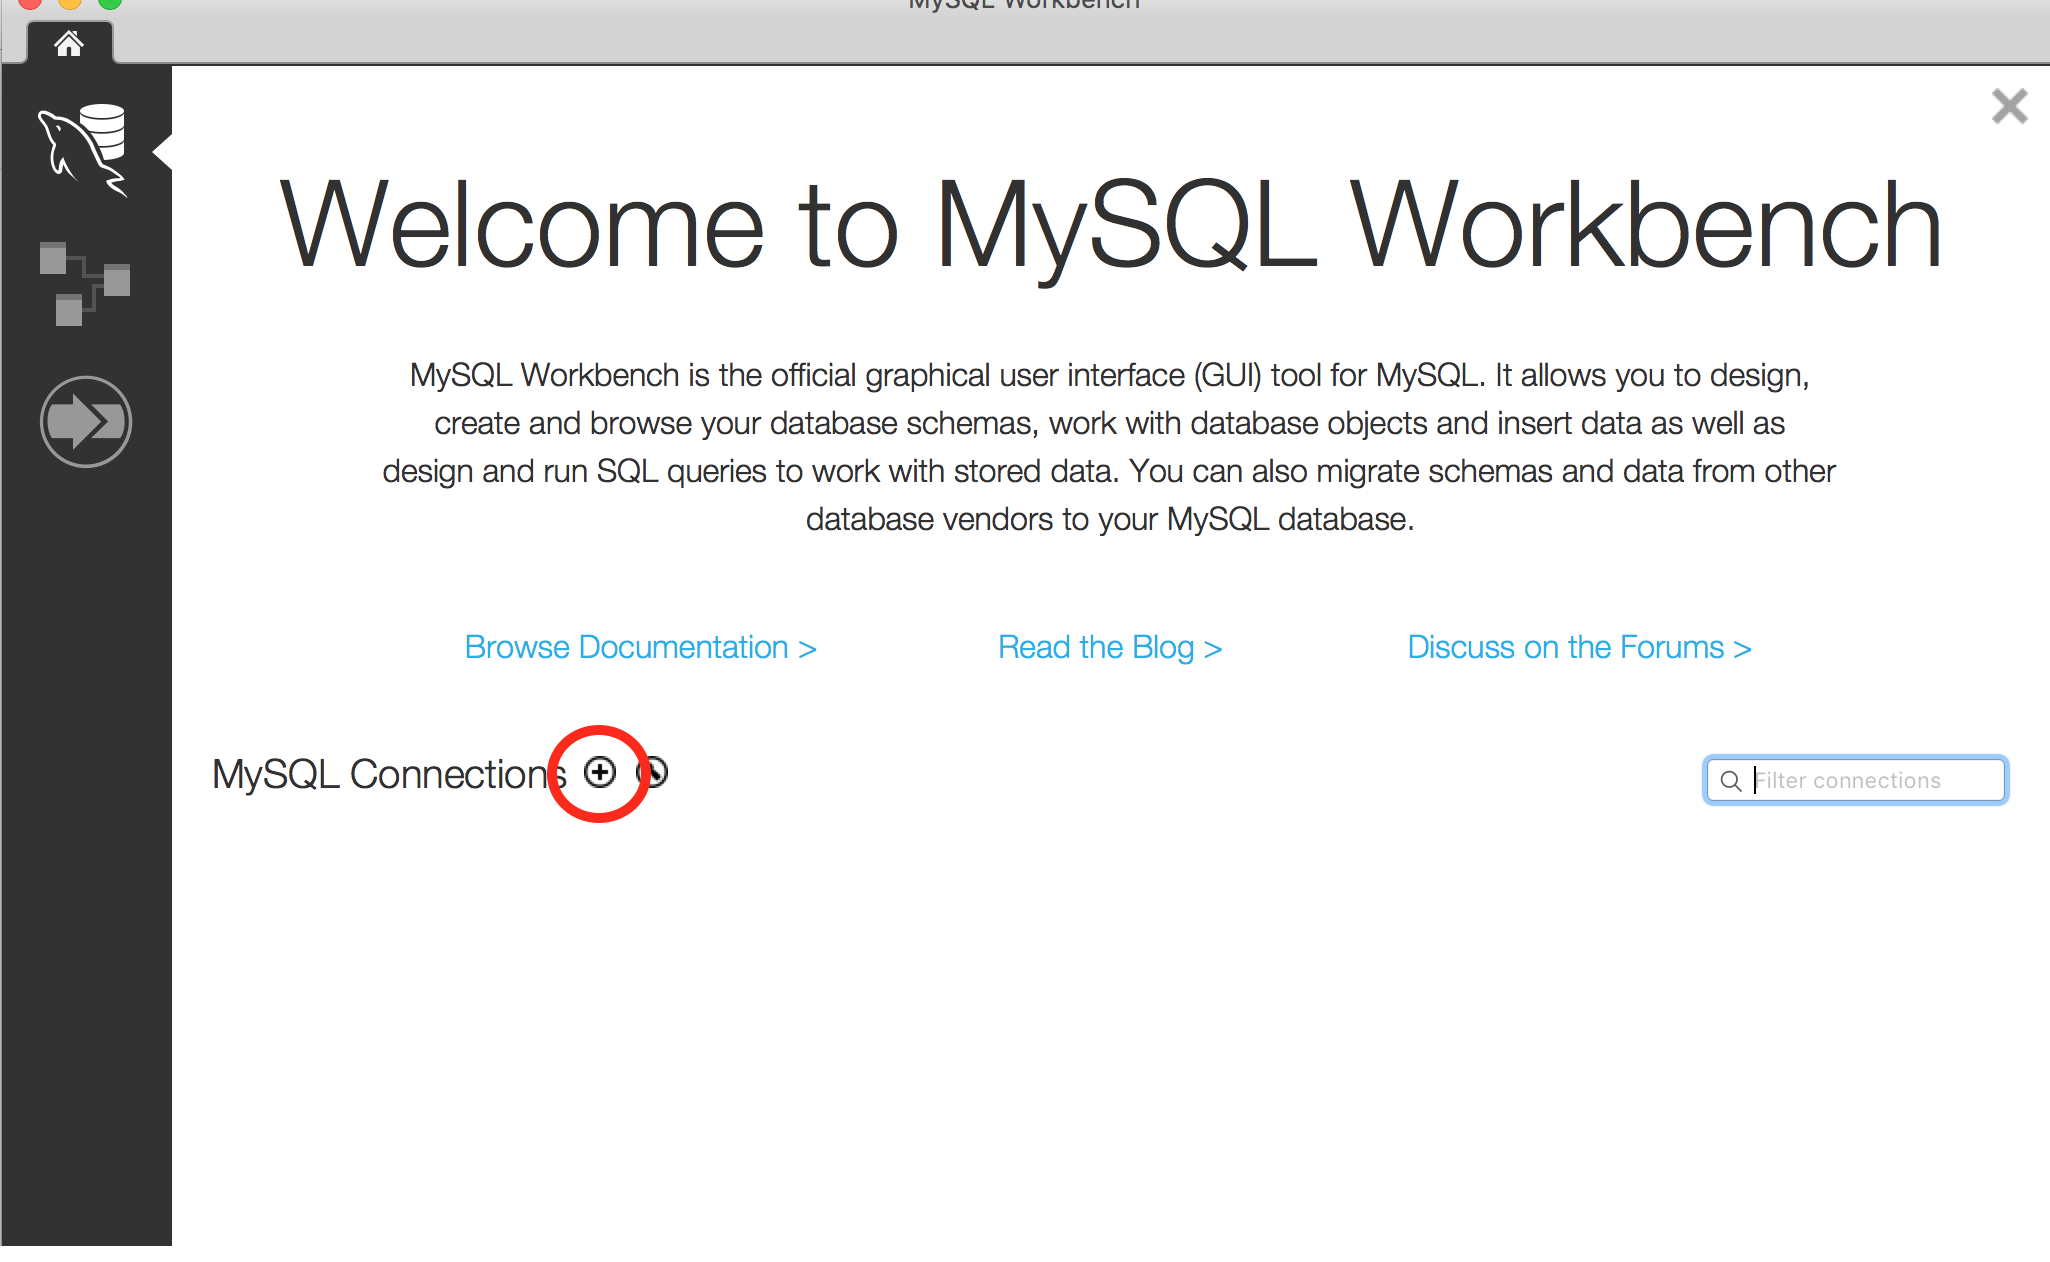 MySQL Workbench
Welcome to MySQL Workbench
MySQL Workbench is the official graphical user interface (GUI) tool for MySQL. It allows you to design,
create and browse your database schemas, work with database objects and insert data as well as
design and run SQL queries to work with stored data. You can also migrate schemas and data from other
database vendors to your MySQL database.
Browse Documentation >
Read the Blog >
Discuss on the Forums >
MySQL Connections
Filter connections